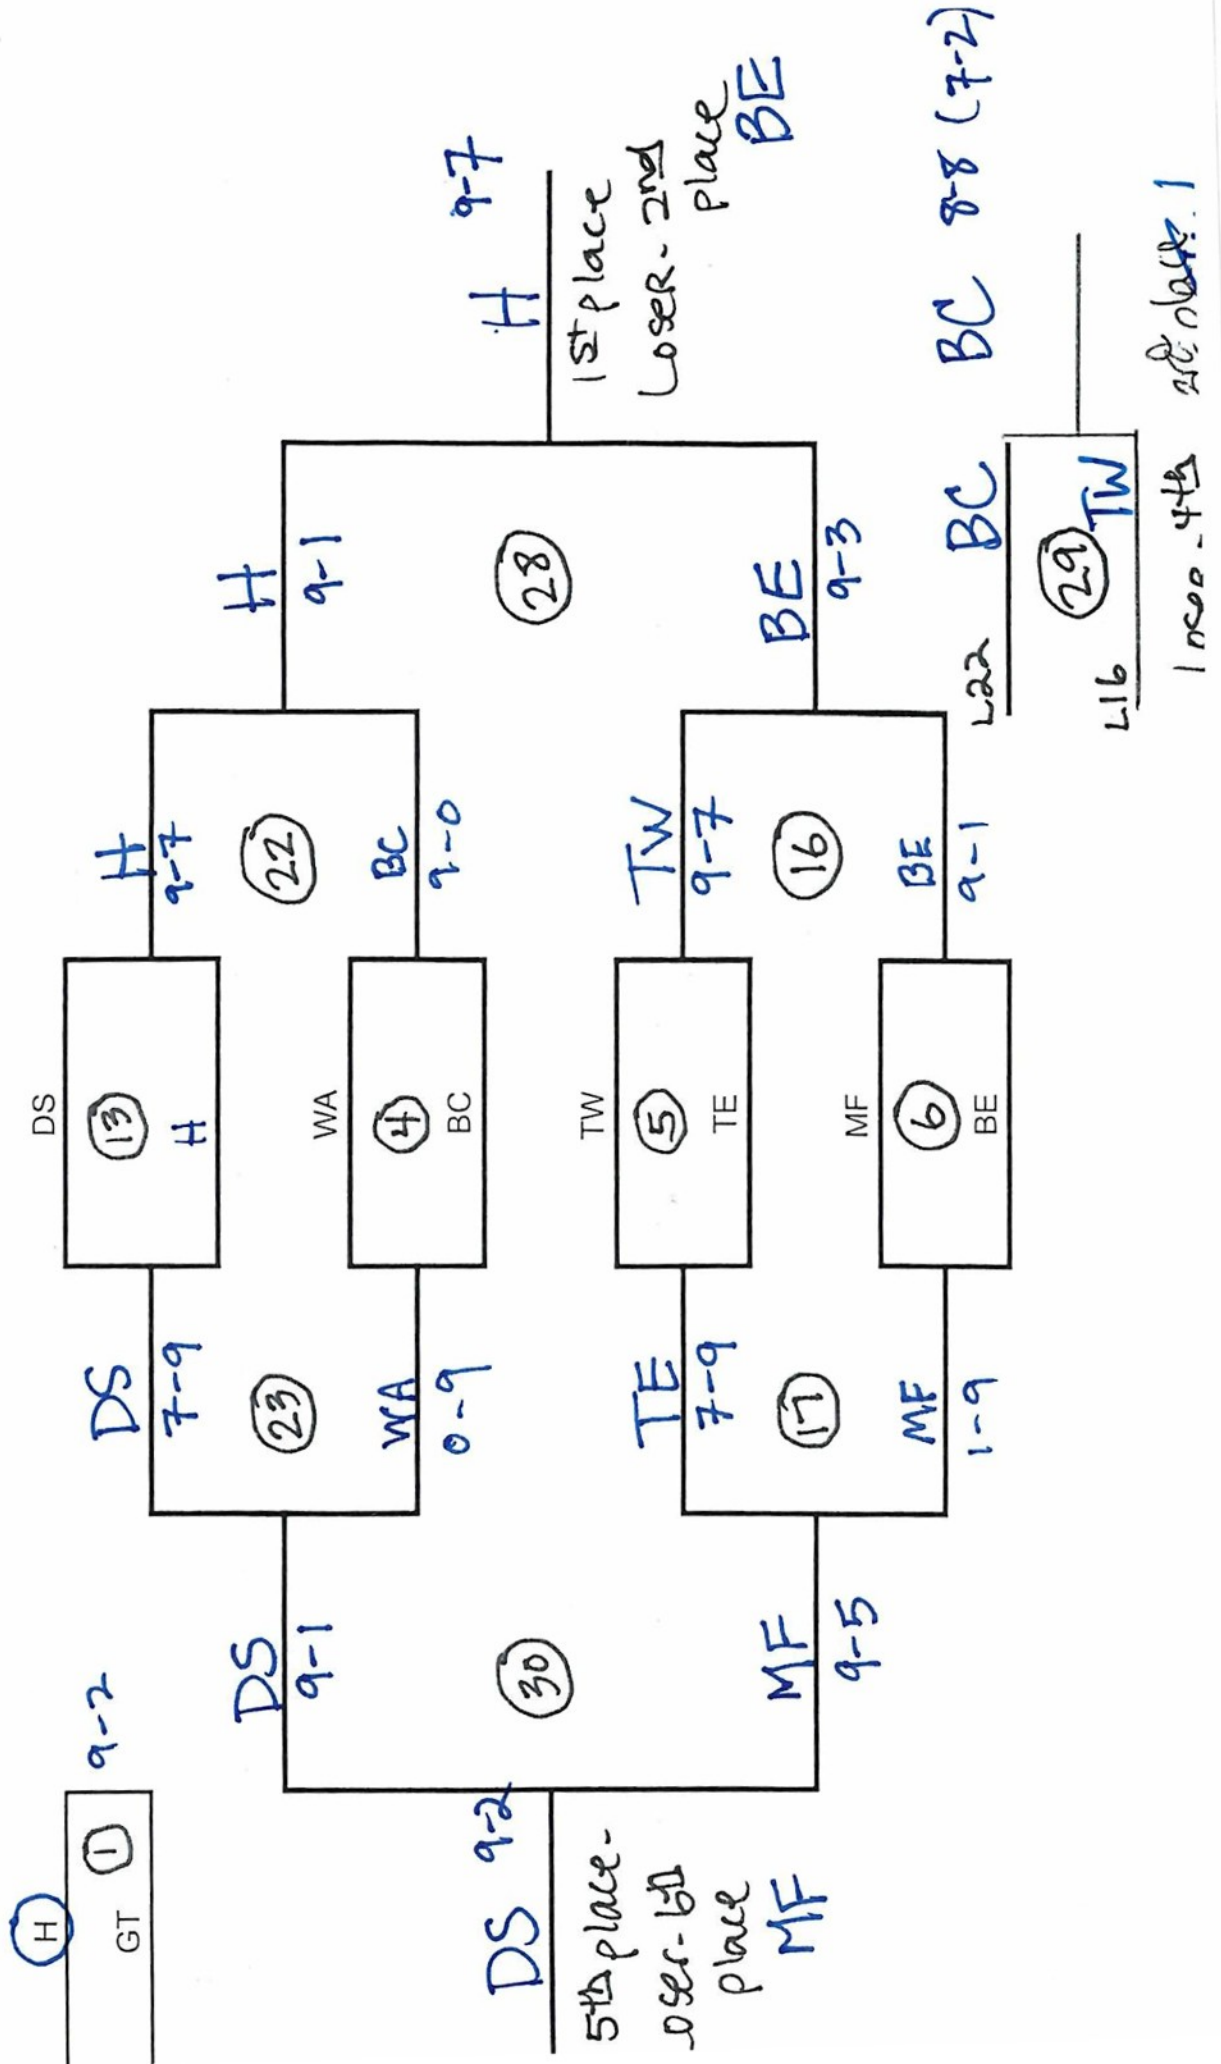 H
GT
1
9-2
DS
13
H
WA
4
BC
TW
5
TE
MF
6
BE
H
9-7
22
BC
9-0
TW
9-7
16
BE
9-1
H
9-1
28
BE
9-3
H 9-7
1st place
Loser - 2nd
place
BE
DS
7-9
23
WA
0-9
TE
7-9
17
MF
1-9
DS
9-1
30
MF
9-5
DS 9-2
5th place -
place
MF
L22 BC
29
L16 TW
BC 8-8 (7-2)
4th